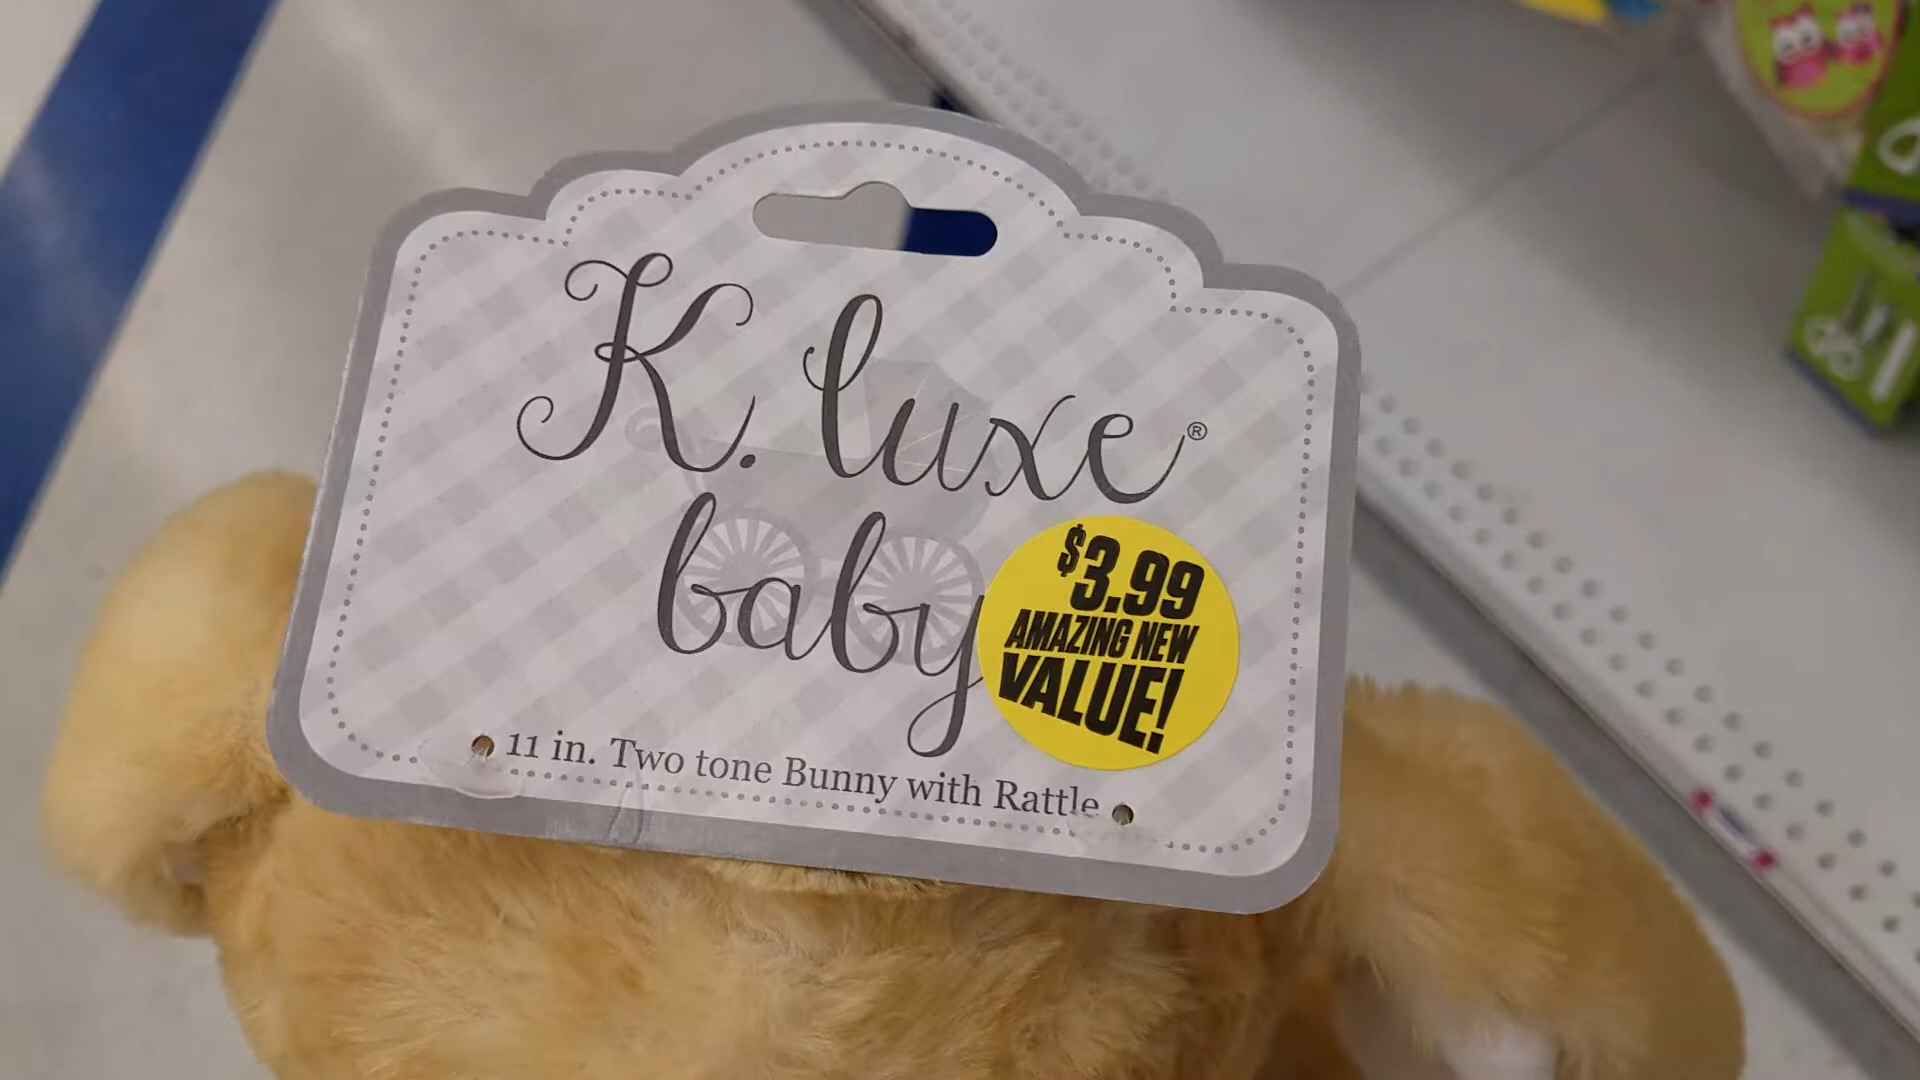 K. luxe®
baby
$3.99
AMAZING NEW
VALUE!
11 in. Two tone Bunny with Rattle